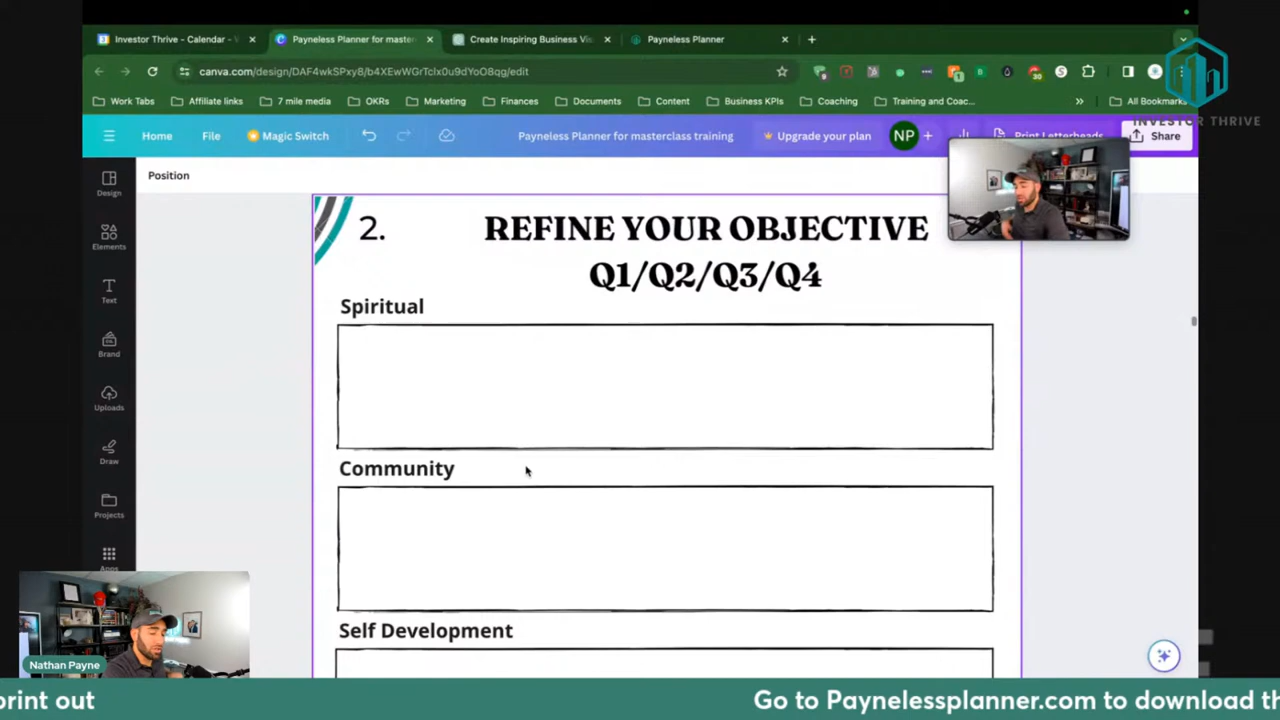 Investor Thrive - Calendar -
Payneless Planner for master
Create Inspiring Business Vis
Payneless Planner
canva.com/design/DAF4wkSPxy8/b4XEwWGrTcIx0u9dYoO8qg/edit
Work Tabs
Affiliate links
7 mile media
OKRs
Marketing
Finances
Documents
Content
Business KPIs
Coaching
Training and Coac...
All Bookmarks
INVESTOR THRIVE
Home
File
Magic Switch
Payneless Planner for masterclass training
Upgrade your plan
NP
Print Letterheads
Share
Position
Design
Elements
Text
Brand
Uploads
Draw
Projects
Apps
2.
REFINE YOUR OBJECTIVE
Q1/Q2/Q3/Q4
Spiritual
Community
Self Development
Nathan Payne
print out
Go to Paynelessplanner.com to download th